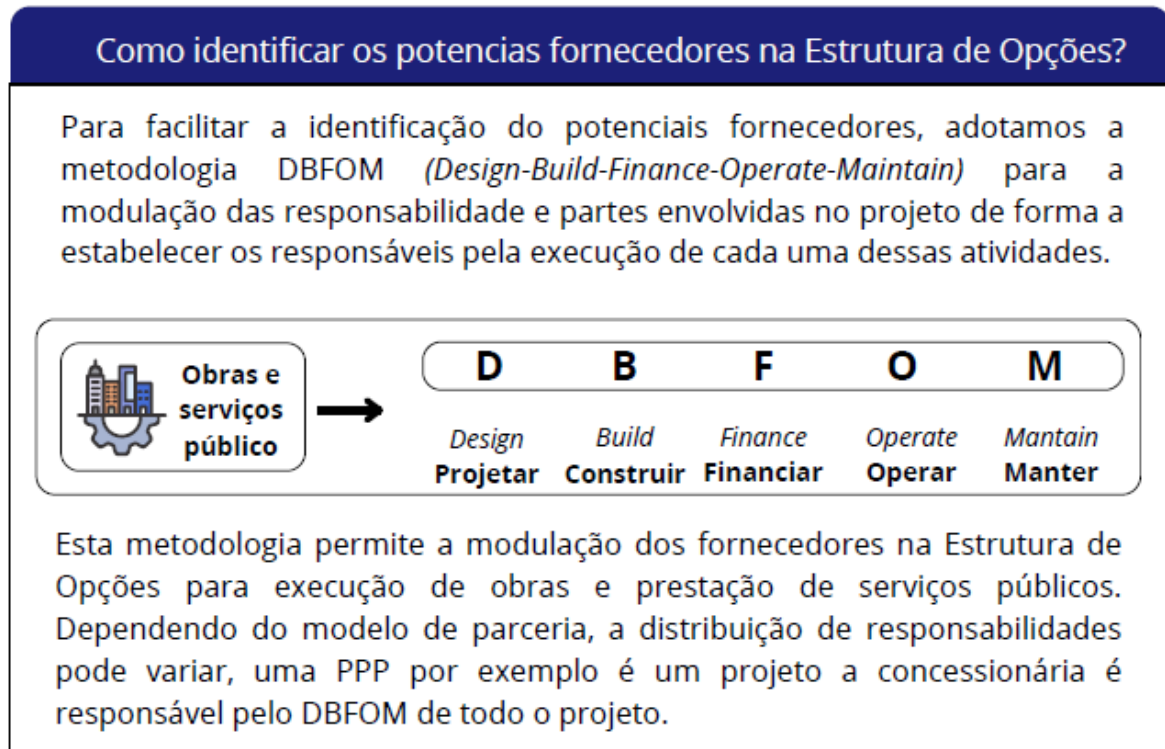 Como identificar os potencias fornecedores na Estrutura de Opções?
Para facilitar a identificação do potenciais fornecedores, adotamos a
metodologia DBFOM (Design-Build-Finance-Operate-Maintain) para a
modulação das responsabilidade e partes envolvidas no projeto de forma a
estabelecer os responsáveis pela execução de cada uma dessas atividades.
Obras e
serviços
público
D B F O M
Design Build Finance Operate Mantain
Projetar Construir Financiar Operar Manter
Esta metodologia permite a modulação dos fornecedores na Estrutura de
Opções para execução de obras e prestação de serviços públicos.
Dependendo do modelo de parceria, a distribuição de responsabilidades
pode variar, uma PPP por exemplo é um projeto a concessionária é
responsável pelo DBFOM de todo o projeto.